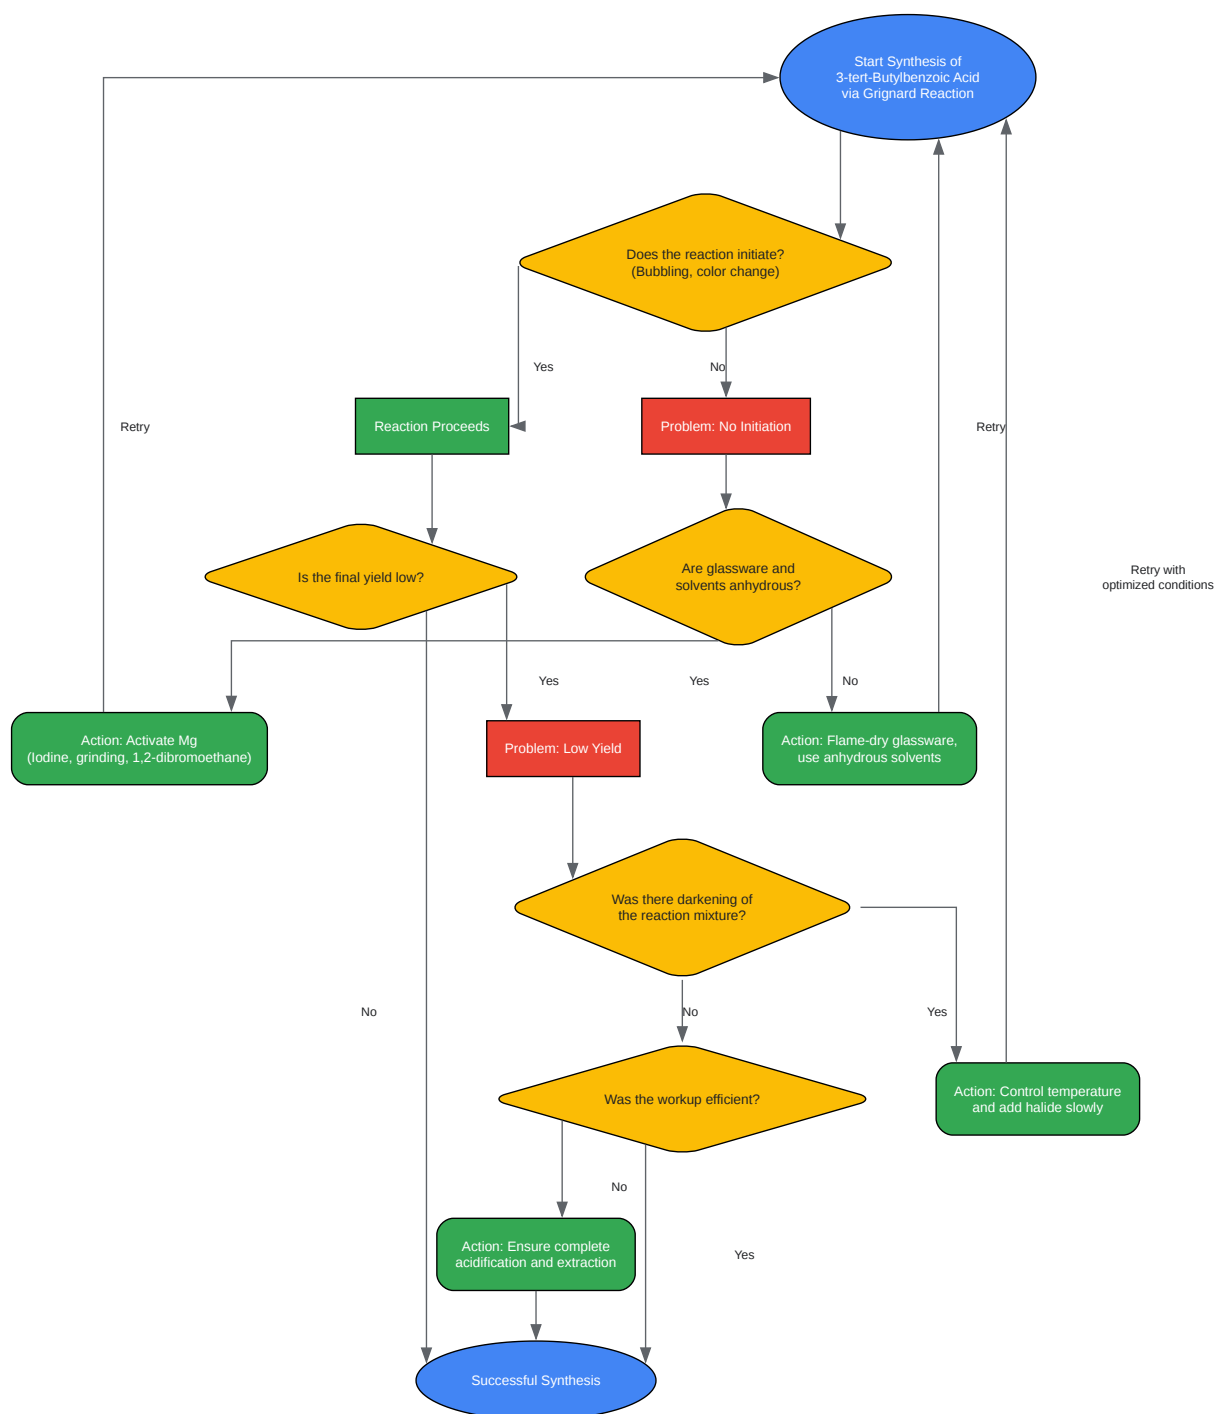 Start Synthesis of
3-tert-Butylbenzoic Acid
via Grignard Reaction
Does the reaction initiate?
(Bubbling, color change)
Yes
No
Retry
Reaction Proceeds
Problem: No Initiation
Retry
Is the final yield low?
Are glassware and
solvents anhydrous?
Retry with
optimized conditions
Yes
Yes
No
Action: Activate Mg
(Iodine, grinding, 1,2-dibromoethane)
Problem: Low Yield
Action: Flame-dry glassware,
use anhydrous solvents
Was there darkening of
the reaction mixture?
No
No
Yes
Was the workup efficient?
Action: Control temperature
and add halide slowly
No
Action: Ensure complete
acidification and extraction
Yes
Successful Synthesis